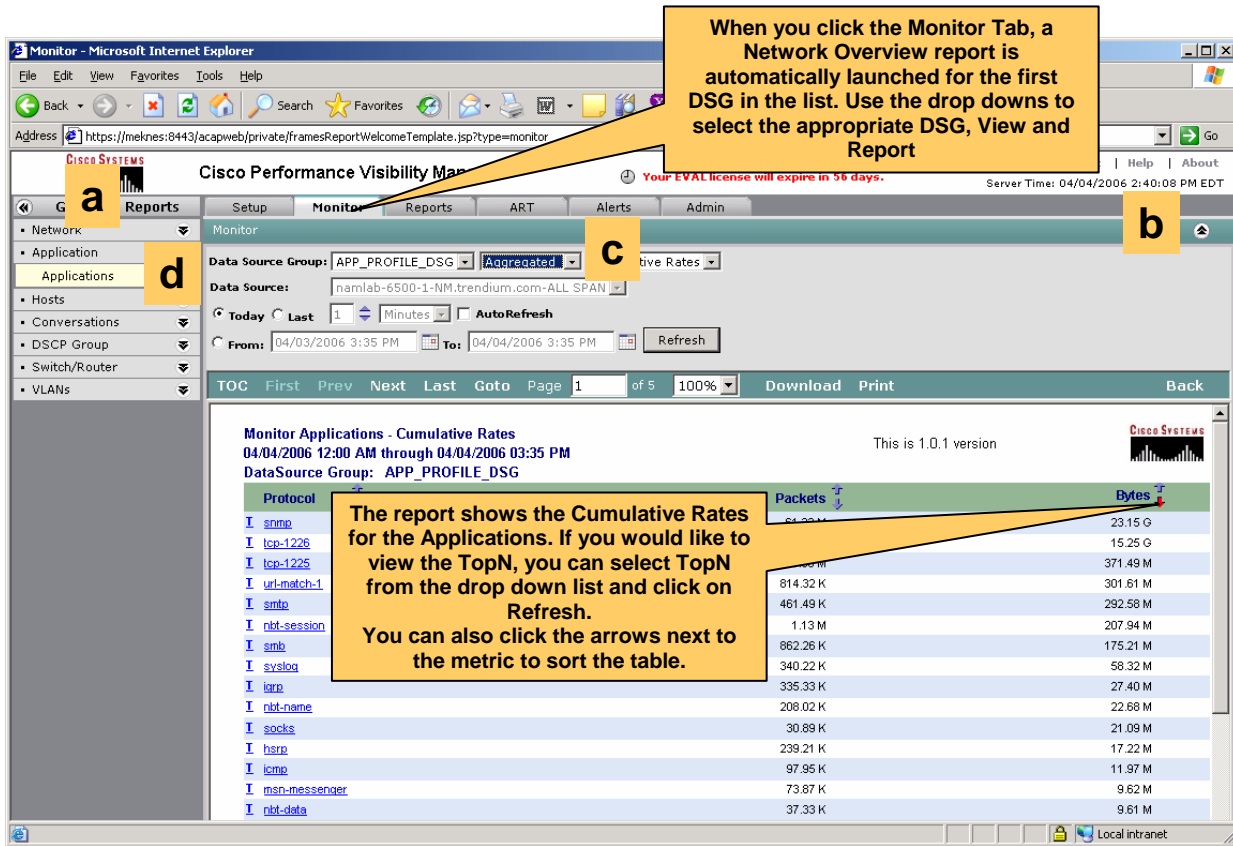 When you click the Monitor Tab, a
Network Overview report is
automatically launched for the first
DSG in the list. Use the drop downs to
select the appropriate DSG, View and
Report
Monitor - Microsoft Internet Explorer
File Edit View Favorites Tools Help
Back Search Favorites
Address https://meknes:8443/acapweb/private/framesReportWelcomeTemplate.jsp?type=monitor Go
CISCO SYSTEMS
Cisco Performance Visibility
Your EVAL license will expire in 56 days.
| Help | About
Server Time: 04/04/2006 2:40:08 PM EDT
a
b
c
d
Reports
Setup Monitor Reports ART Alerts Admin
Network
Application
Applications
Hosts
Conversations
DSCP Group
Switch/Router
VLANs
Monitor
Data Source Group: APP_PROFILE_DSG Aggregated Rates
Data Source: namlab-6500-1-NM.trendium.com-ALL SPAN
Today Last 1 Minutes AutoRefresh
From: 04/03/2006 3:35 PM To: 04/04/2006 3:35 PM Refresh
TOC First Prev Next Last Goto Page 1 of 5 100% Download Print Back
Monitor Applications - Cumulative Rates
04/04/2006 12:00 AM through 04/04/2006 03:35 PM
DataSource Group: APP_PROFILE_DSG
This is 1.0.1 version
CISCO SYSTEMS
Protocol Packets Bytes
T snmp 23.15 G
T tcp-1226 15.25 G
T tcp-1225 371.49 M
T url-match-1 814.32 K 301.61 M
T smtp 461.49 K 292.58 M
T nbt-session 1.13 M 207.94 M
T smb 862.26 K 175.21 M
T syslog 340.22 K 58.32 M
T igrp 335.33 K 27.40 M
T nbt-name 208.02 K 22.68 M
T socks 30.89 K 21.09 M
T hsrp 239.21 K 17.22 M
T icmp 97.95 K 11.97 M
T msn-messenger 73.87 K 9.62 M
T nbt-data 37.33 K 9.61 M
The report shows the Cumulative Rates
for the Applications. If you would like to
view the TopN, you can select TopN
from the drop down list and click on
Refresh.
You can also click the arrows next to
the metric to sort the table.
Local intranet